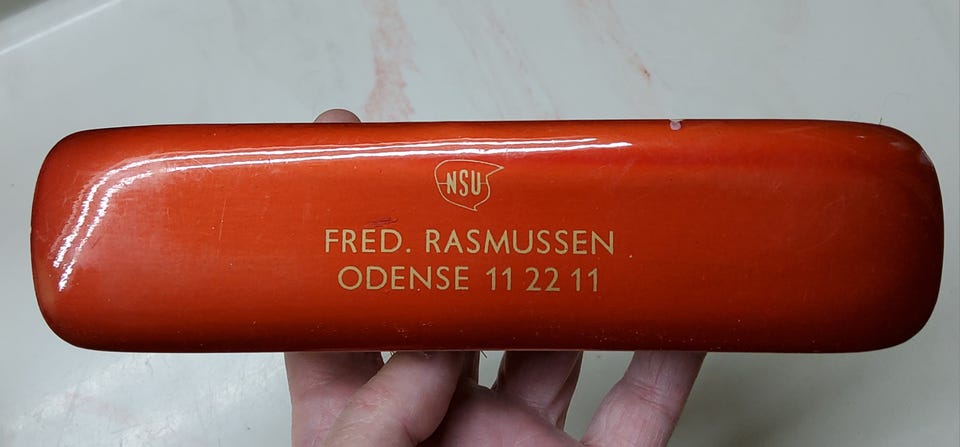 NSU
FRED. RASMUSSEN
ODENSE 11 22 11